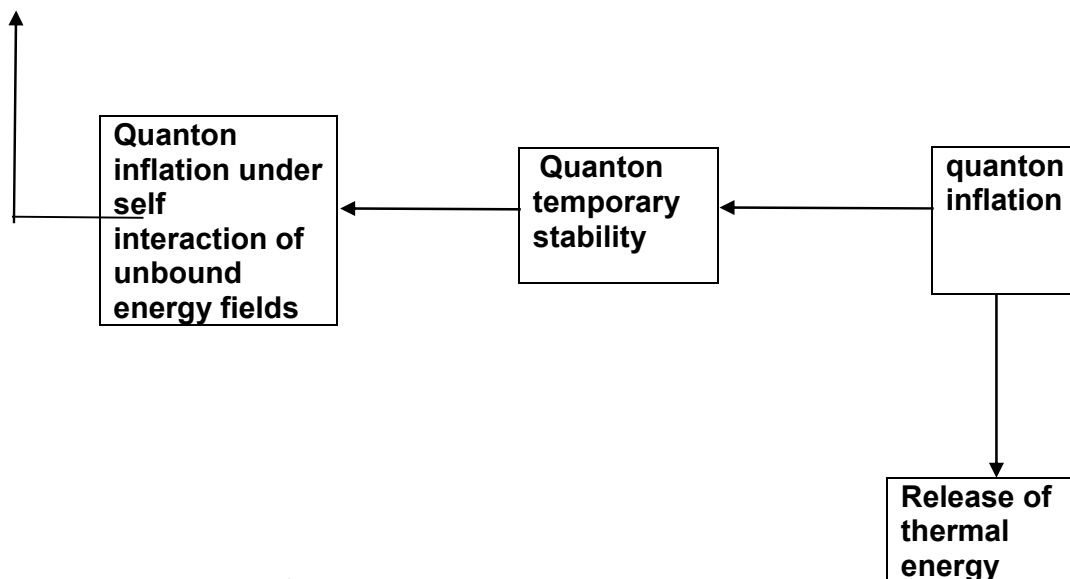 Quanton
inflation under
self
interaction of
unbound
energy fields
Quanton
temporary
stability
quanton
inflation
Release of
thermal
energy